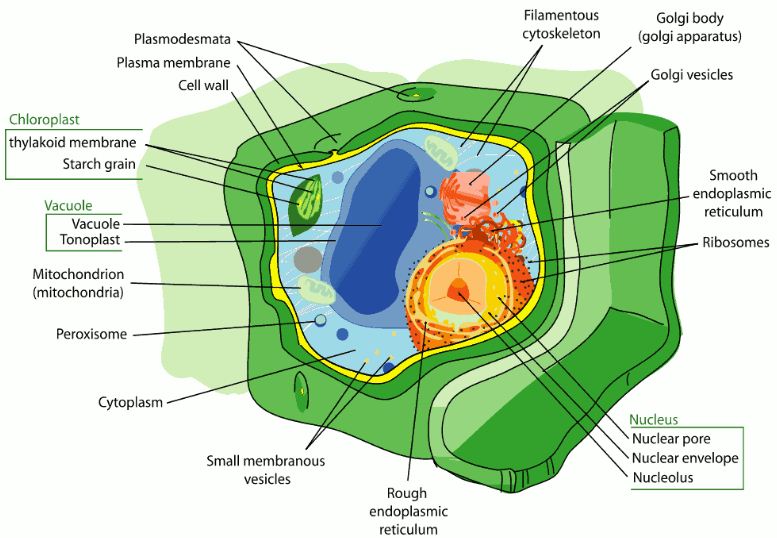 Plasmodesmata
Plasma membrane
Cell wall
Filamentous
cytoskeleton
Golgi body
(golgi apparatus)
Golgi vesicles
Chloroplast
thylakoid membrane
Starch grain
Smooth
endoplasmic
reticulum
Ribosomes
Vacuole
Vacuole
Tonoplast
Mitochondrion
(mitochondria)
Peroxisome
Cytoplasm
Small membranous
vesicles
Rough
endoplasmic
reticulum
Nucleus
Nuclear pore
Nuclear envelope
Nucleolus